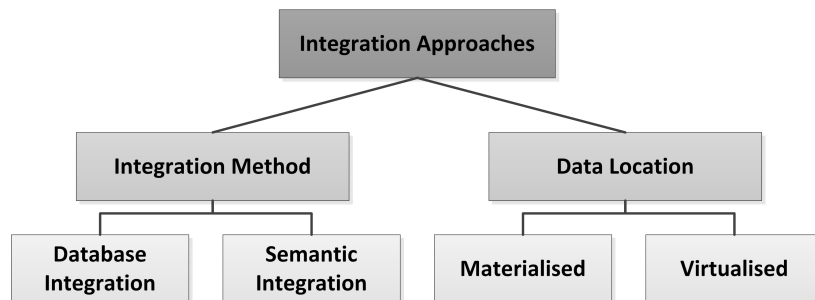 Integration Approaches
Integration Method
Data Location
Database
Integration
Semantic
Integration
Materialised
Virtualised